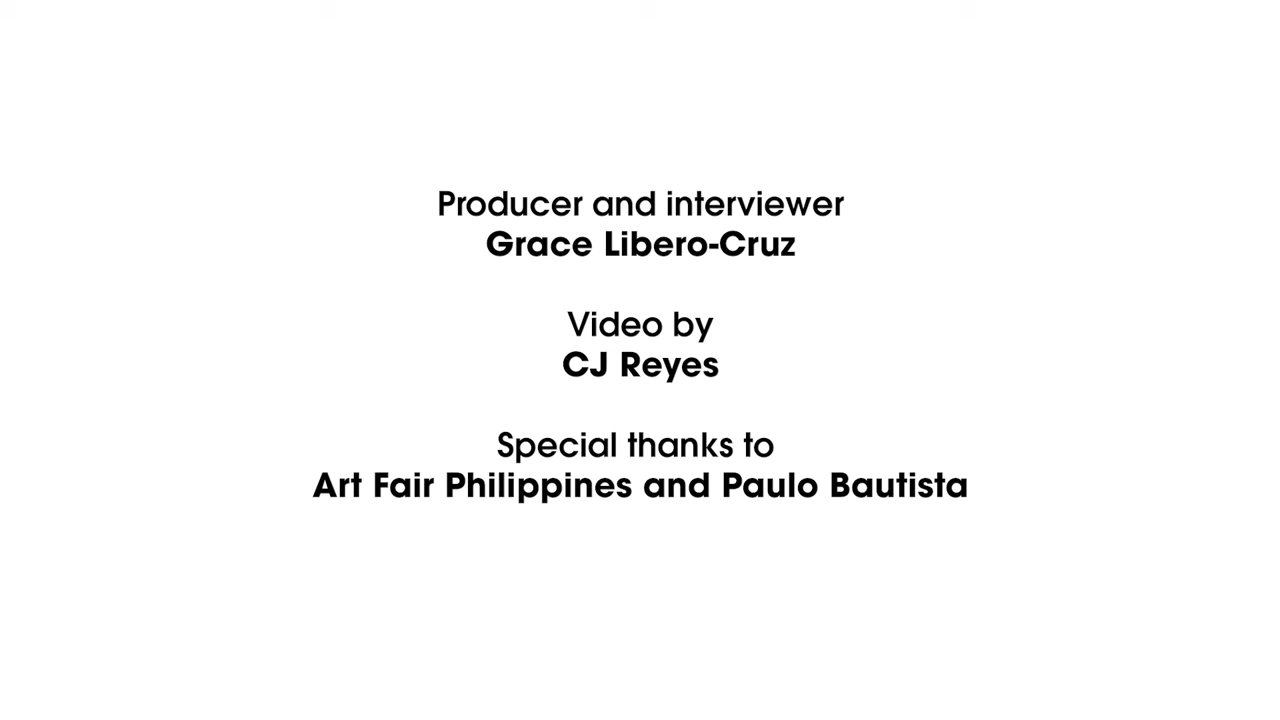 Producer and interviewer
Grace Libero-Cruz
Video by
CJ Reyes
Special thanks to
Art Fair Philippines and Paulo Bautista